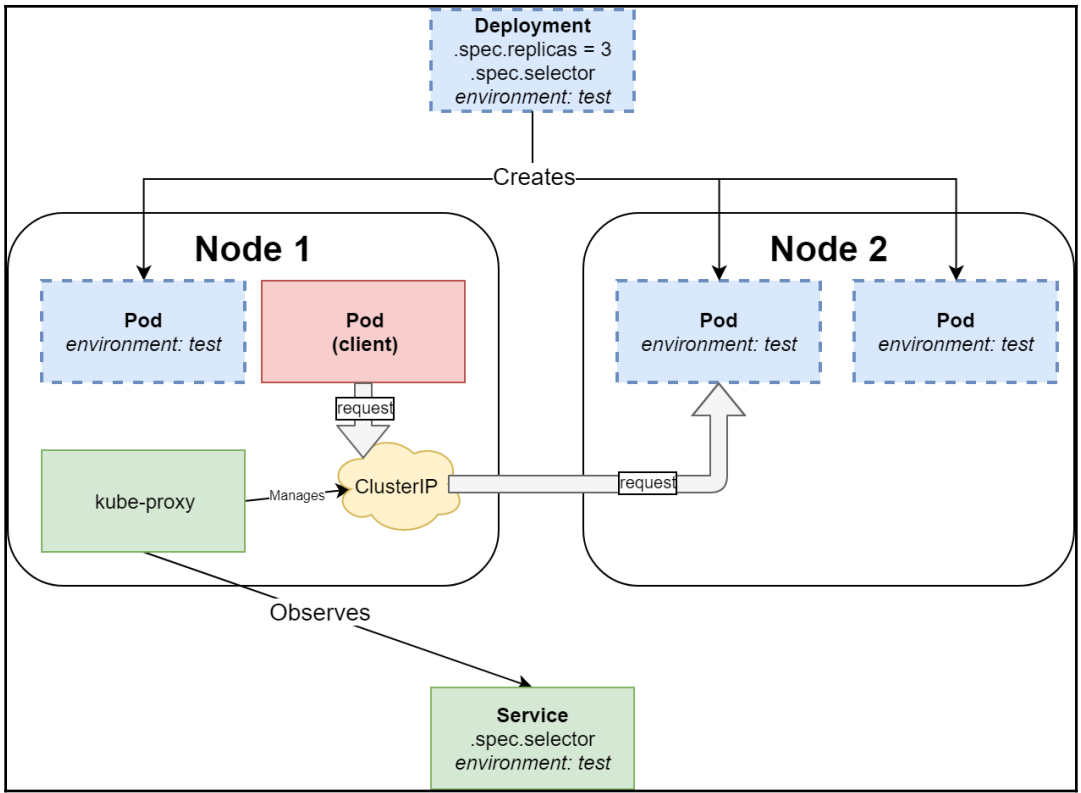 Deployment
.spec.replicas = 3
.spec.selector
environment: test
Creates
Node 1
Node 2
Pod
environment: test
Pod
(client)
Pod
environment: test
Pod
environment: test
request
kube-proxy
Manages
ClusterIP
request
Observes
Service
.spec.selector
environment: test